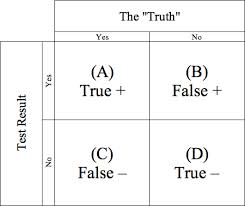 The "Truth"
Yes No
Test Result
Yes
(A) (B)
True + False +
No
(C) (D)
False – True –